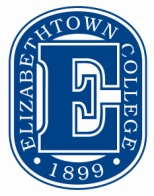 ELIZABETHTOWN COLLEGE
E
· 1899 ·